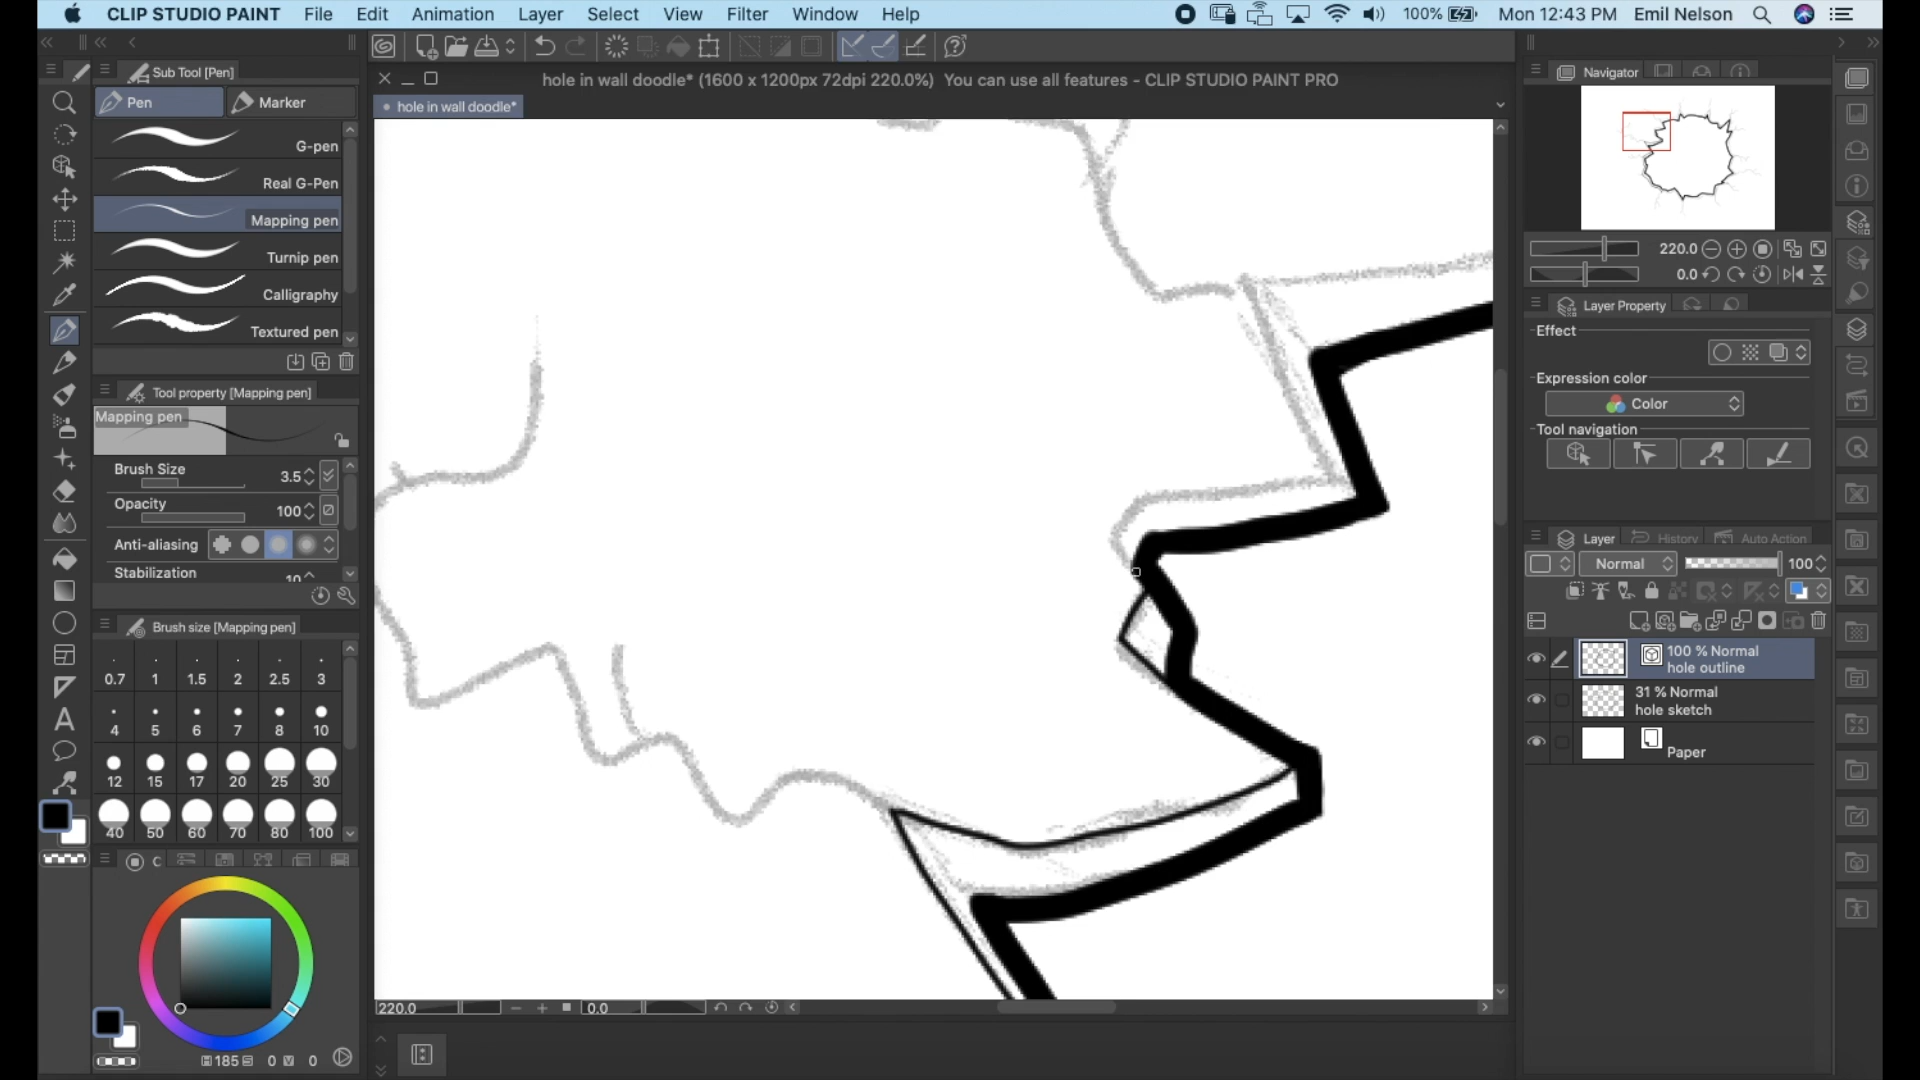 CLIP STUDIO PAINT File Edit Animation Layer Select View Filter Window Help 100% Mon 12:43 PM Emil Nelson
hole in wall doodle* (1600 x 1200px 72dpi 220.0%) You can use all features - CLIP STUDIO PAINT PRO
hole in wall doodle*
Sub Tool [Pen]
Pen Marker
G-pen
Real G-Pen
Mapping pen
Turnip pen
Calligraphy
Textured pen
Tool property [Mapping pen]
Mapping pen
Brush Size 3.5
Opacity 100
Anti-aliasing
Stabilization 10
Brush size [Mapping pen]
0.7 1 1.5 2 2.5 3
4 5 6 7 8 10
12 15 17 20 25 30
40 50 60 70 80 100
C
H 185 S 0 V 0
220.0 0.0
Navigator
220.0
0.0
Layer Property
Effect
Expression color
Color
Tool navigation
Layer History Auto Action
Normal 100
100 % Normal
hole outline
31 % Normal
hole sketch
Paper